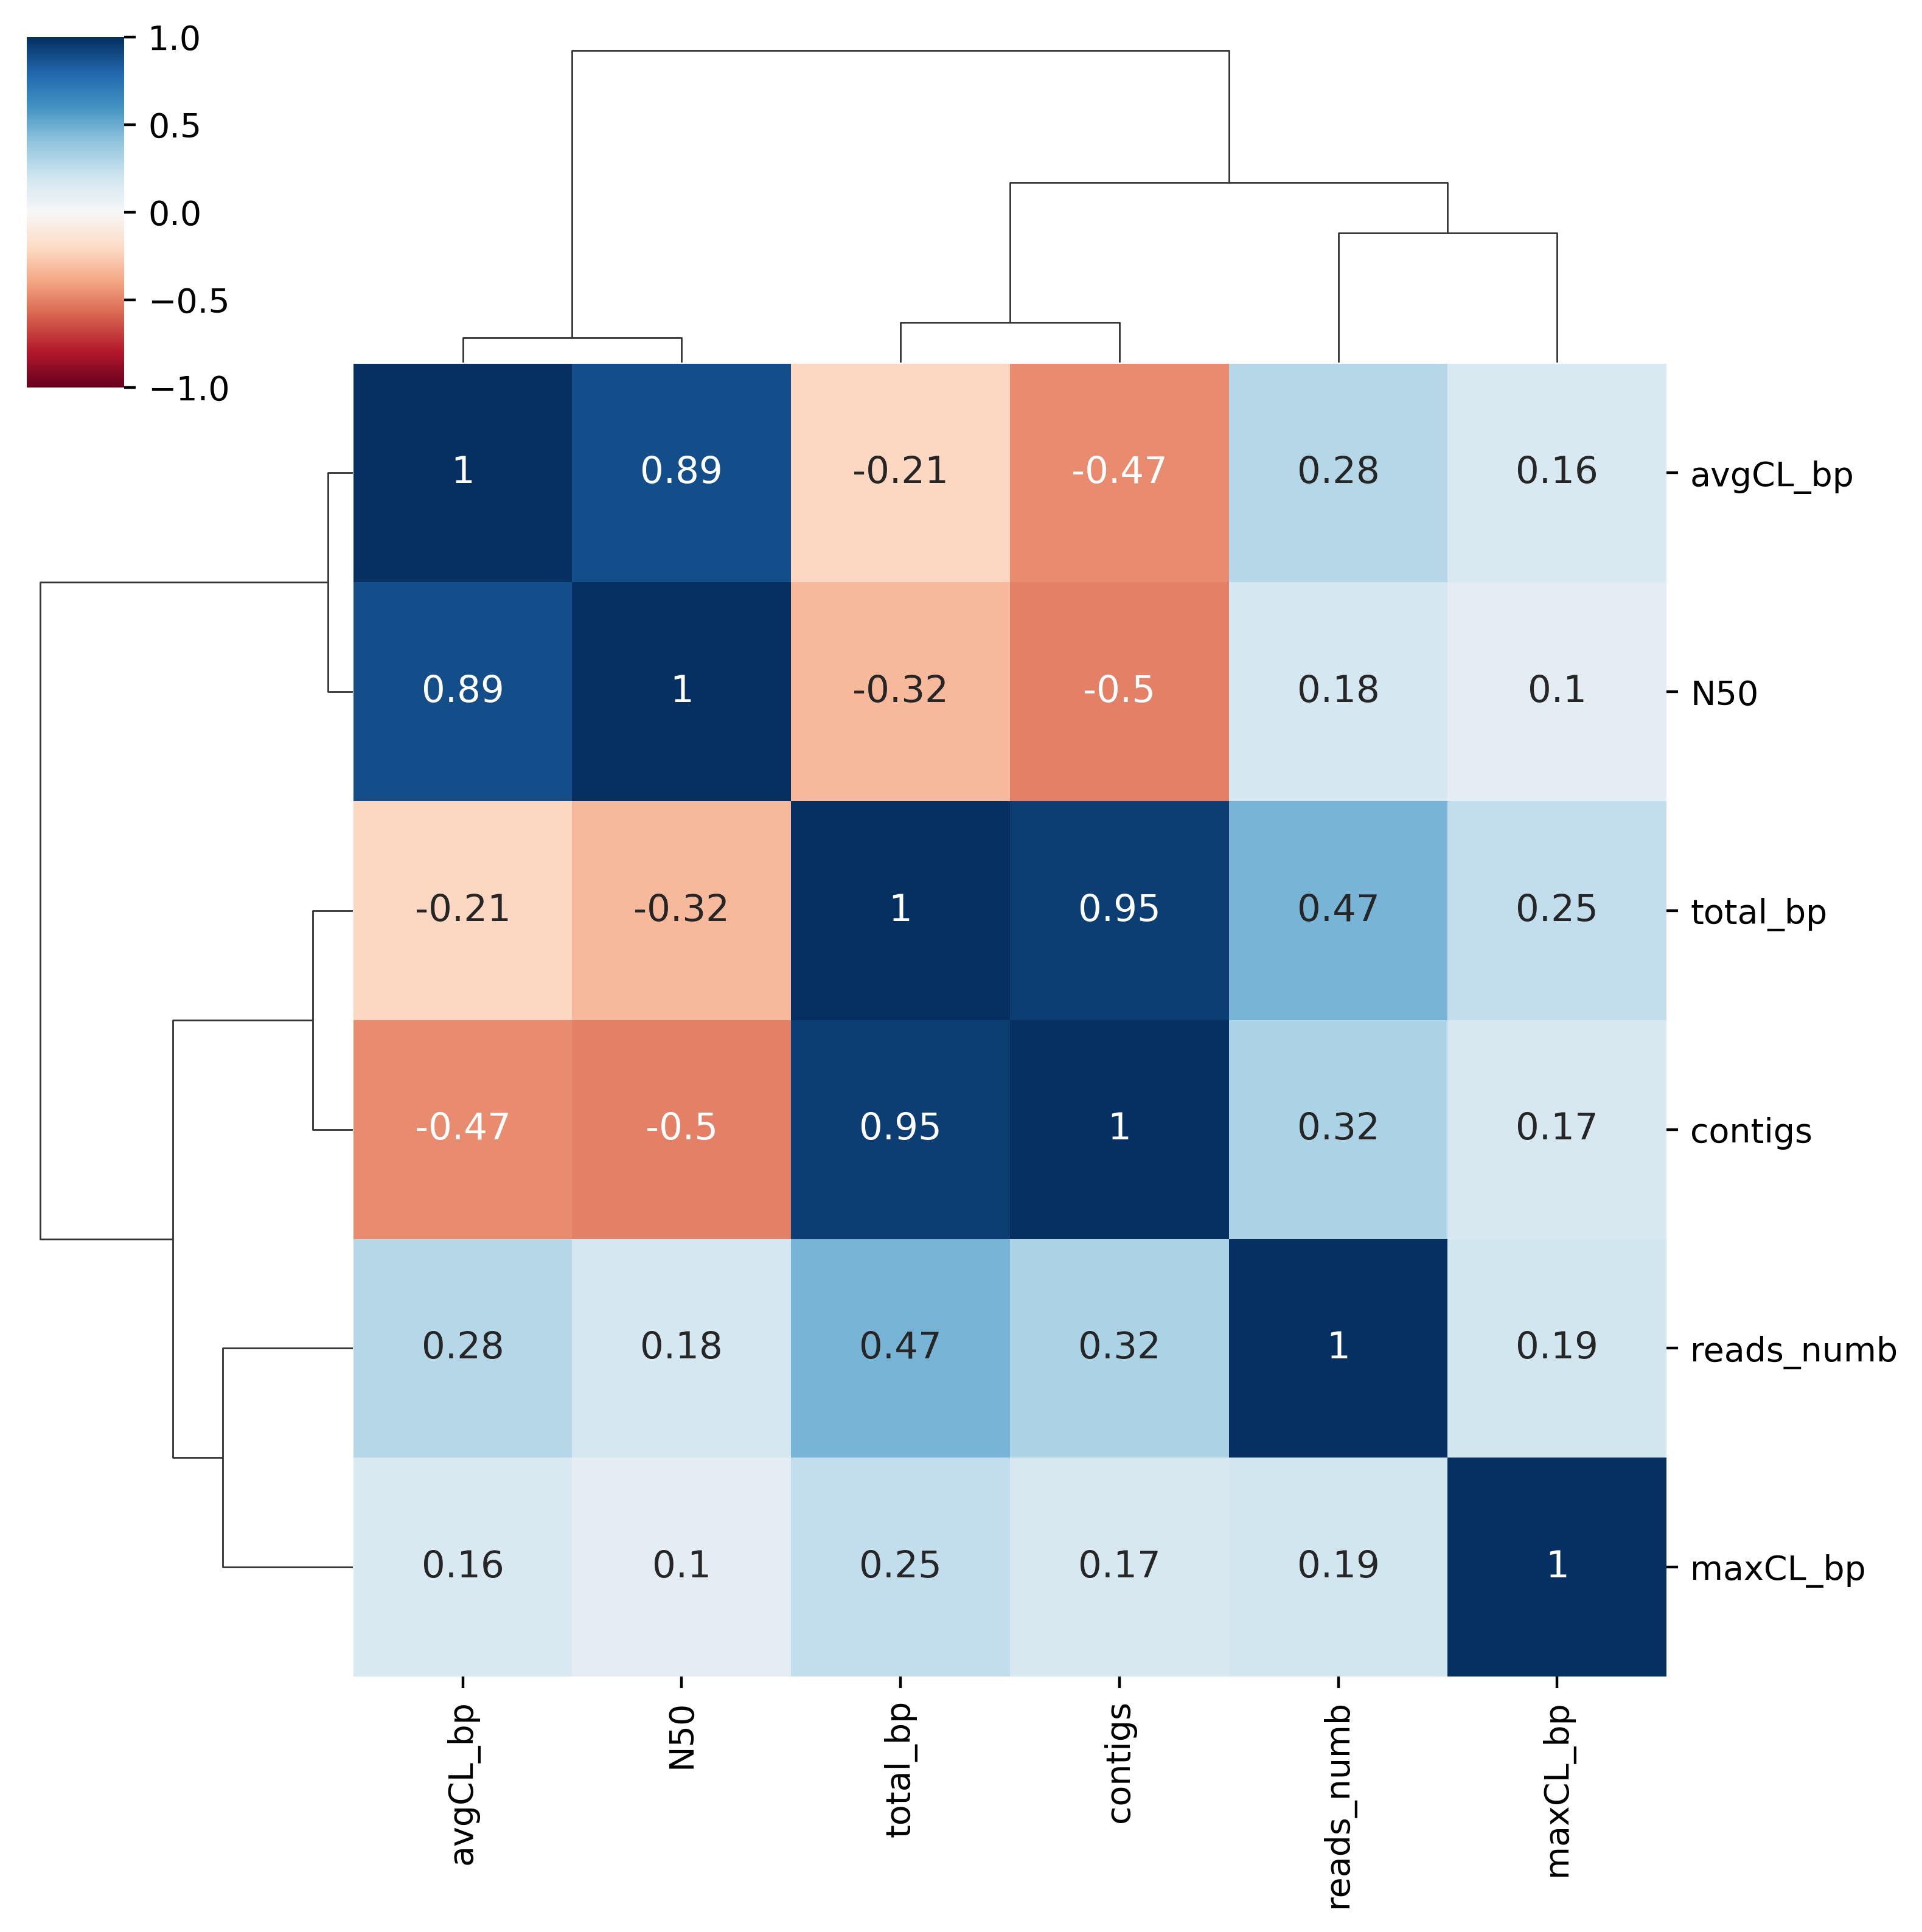 1.0
0.5
0.0
−0.5
−1.0
1 0.89 -0.21 -0.47 0.28 0.16 avgCL_bp
0.89 1 -0.32 -0.5 0.18 0.1 N50
-0.21 -0.32 1 0.95 0.47 0.25 total_bp
-0.47 -0.5 0.95 1 0.32 0.17 contigs
0.28 0.18 0.47 0.32 1 0.19 reads_numb
0.16 0.1 0.25 0.17 0.19 1 maxCL_bp
avgCL_bp
N50
total_bp
contigs
reads_numb
maxCL_bp